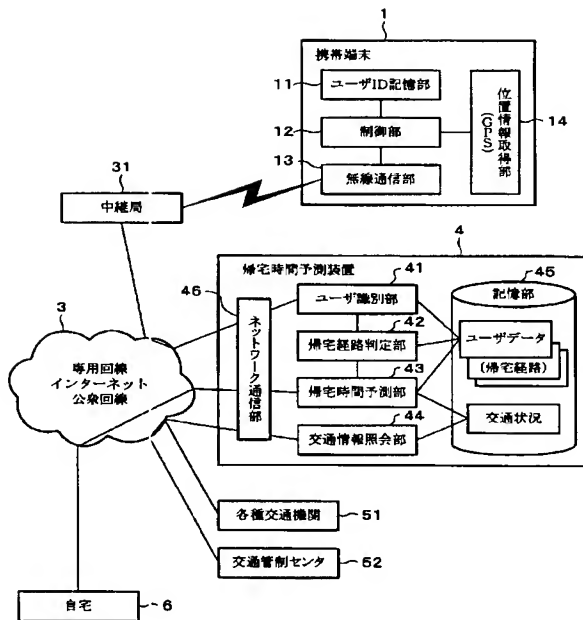 1
携帯端末
11
ユーザID記憶部
12
制御部
13
無線通信部
位置情報取得部
(GPS)
14
31
中継局
4
帰宅時間予測装置
46
ネットワーク通信部
41
ユーザ識別部
42
帰宅経路判定部
43
帰宅時間予測部
44
交通情報照会部
45
記憶部
ユーザデータ
(帰宅経路)
交通状況
3
専用回線
インターネット
公衆回線
各種交通機関
51
交通管制センタ
52
自宅
6